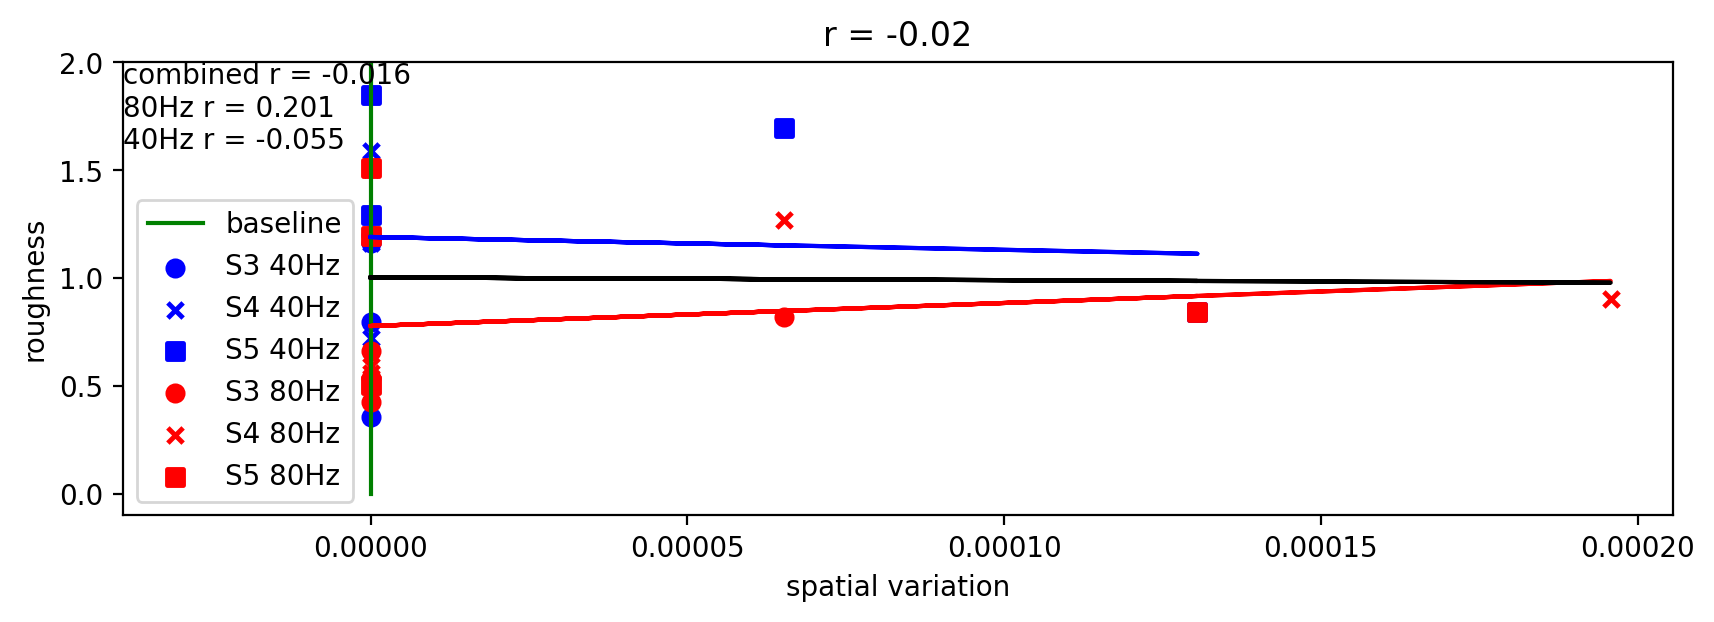 r = -0.02
combined r = -0.016
80Hz r = 0.201
40Hz r = -0.055
baseline
S3 40Hz
S4 40Hz
S5 40Hz
S3 80Hz
S4 80Hz
S5 80Hz
roughness
2.0
1.5
1.0
0.5
0.0
0.00000 0.00005 0.00010 0.00015 0.00020
spatial variation